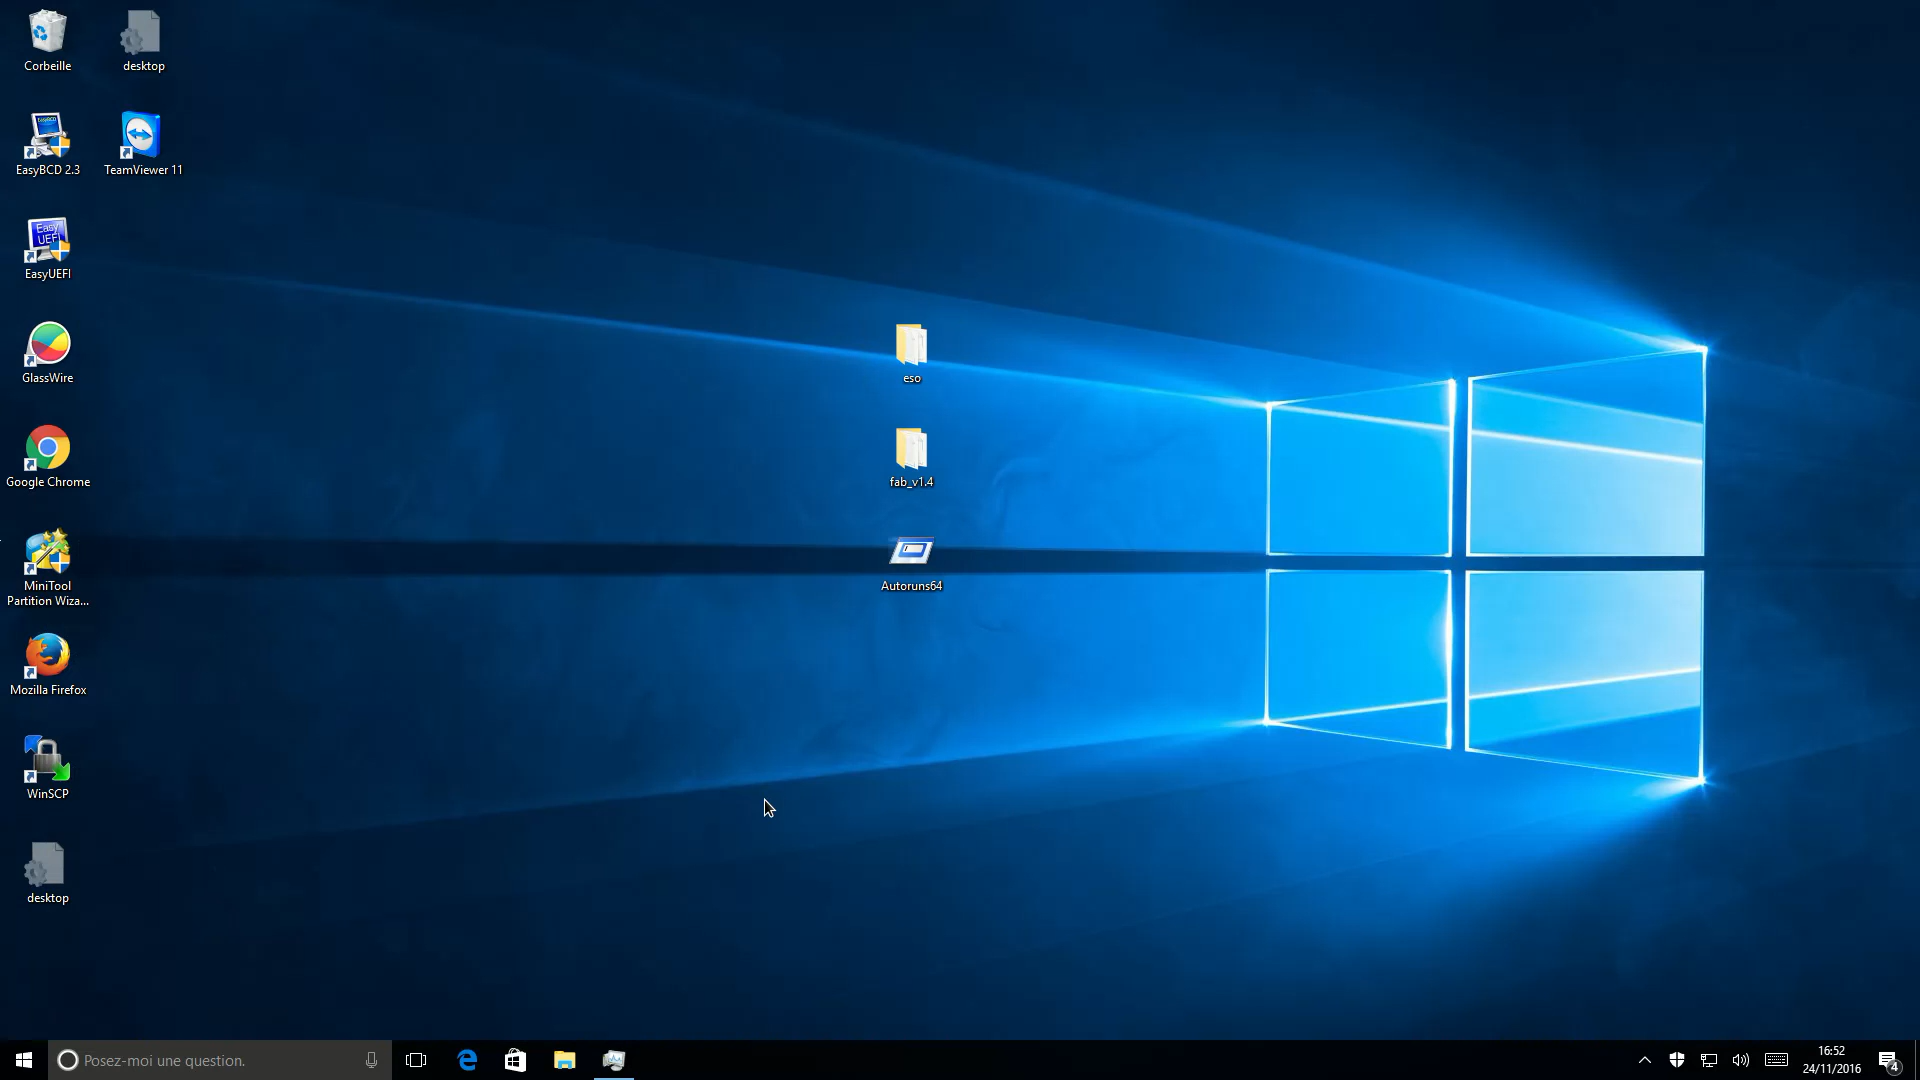 Corbeille
desktop
EasyBCD 2.3
TeamViewer 11
EasyUEFI
GlassWire
Google Chrome
MiniTool
Partition Wiza...
Mozilla Firefox
WinSCP
desktop
eso
fab_v1.4
Autoruns64
Posez-moi une question.
16:52
24/11/2016
4